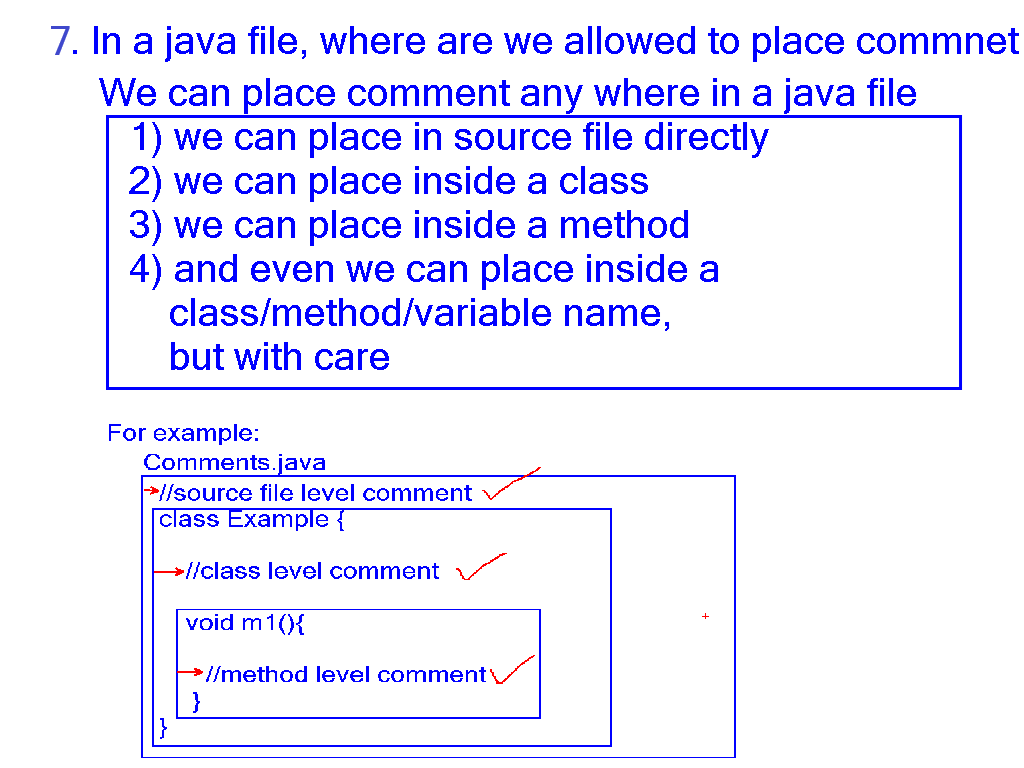 7. In a java file, where are we allowed to place commnet
We can place comment any where in a java file
1) we can place in source file directly
2) we can place inside a class
3) we can place inside a method
4) and even we can place inside a
class/method/variable name,
but with care
For example:
Comments.java
//source file level comment
class Example {
//class level comment
void m1(){
//method level comment
}
}